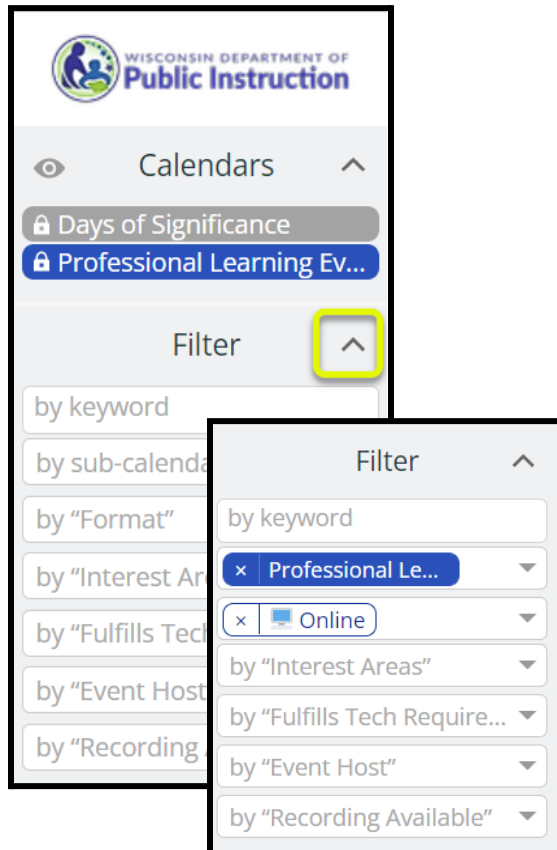 WISCONSIN DEPARTMENT OF
Public Instruction
Calendars
Days of Significance
Professional Learning Ev...
Filter
by keyword
by sub-calenda
by “Format”
by “Interest Ar
by “Fulfills Tech
by “Event Host
by “Recording
Filter
by keyword
× Professional Le...
× Online
by “Interest Areas”
by “Fulfills Tech Require...
by “Event Host”
by “Recording Available”